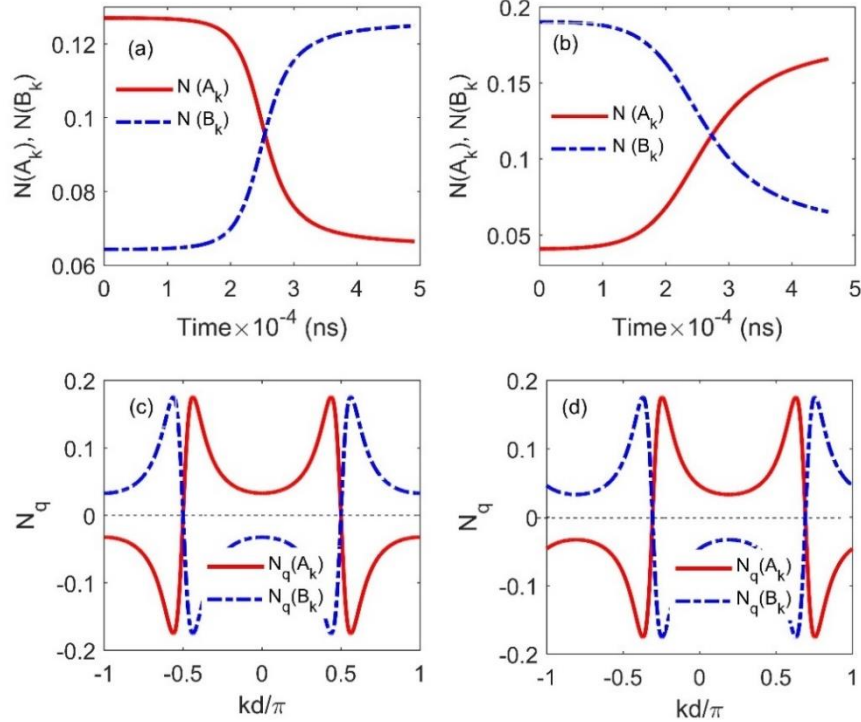 (a)
N(A_k), N(B_k)
0.12
0.1
0.08
0.06
N (A_k)
N (B_k)
0 1 2 3 4 5
Time×10^-4 (ns)
(b)
N(A_k), N(B_k)
0.2
0.15
0.1
0.05
N (A_k)
N (B_k)
0 1 2 3 4 5
Time×10^-4 (ns)
(c)
N_q
0.2
0.1
0
-0.1
-0.2
N_q(A_k)
N_q(B_k)
-1 -0.5 0 0.5 1
kd/π
(d)
N_q
0.2
0.1
0
-0.1
-0.2
N_q(A_k)
N_q(B_k)
-1 -0.5 0 0.5 1
kd/π